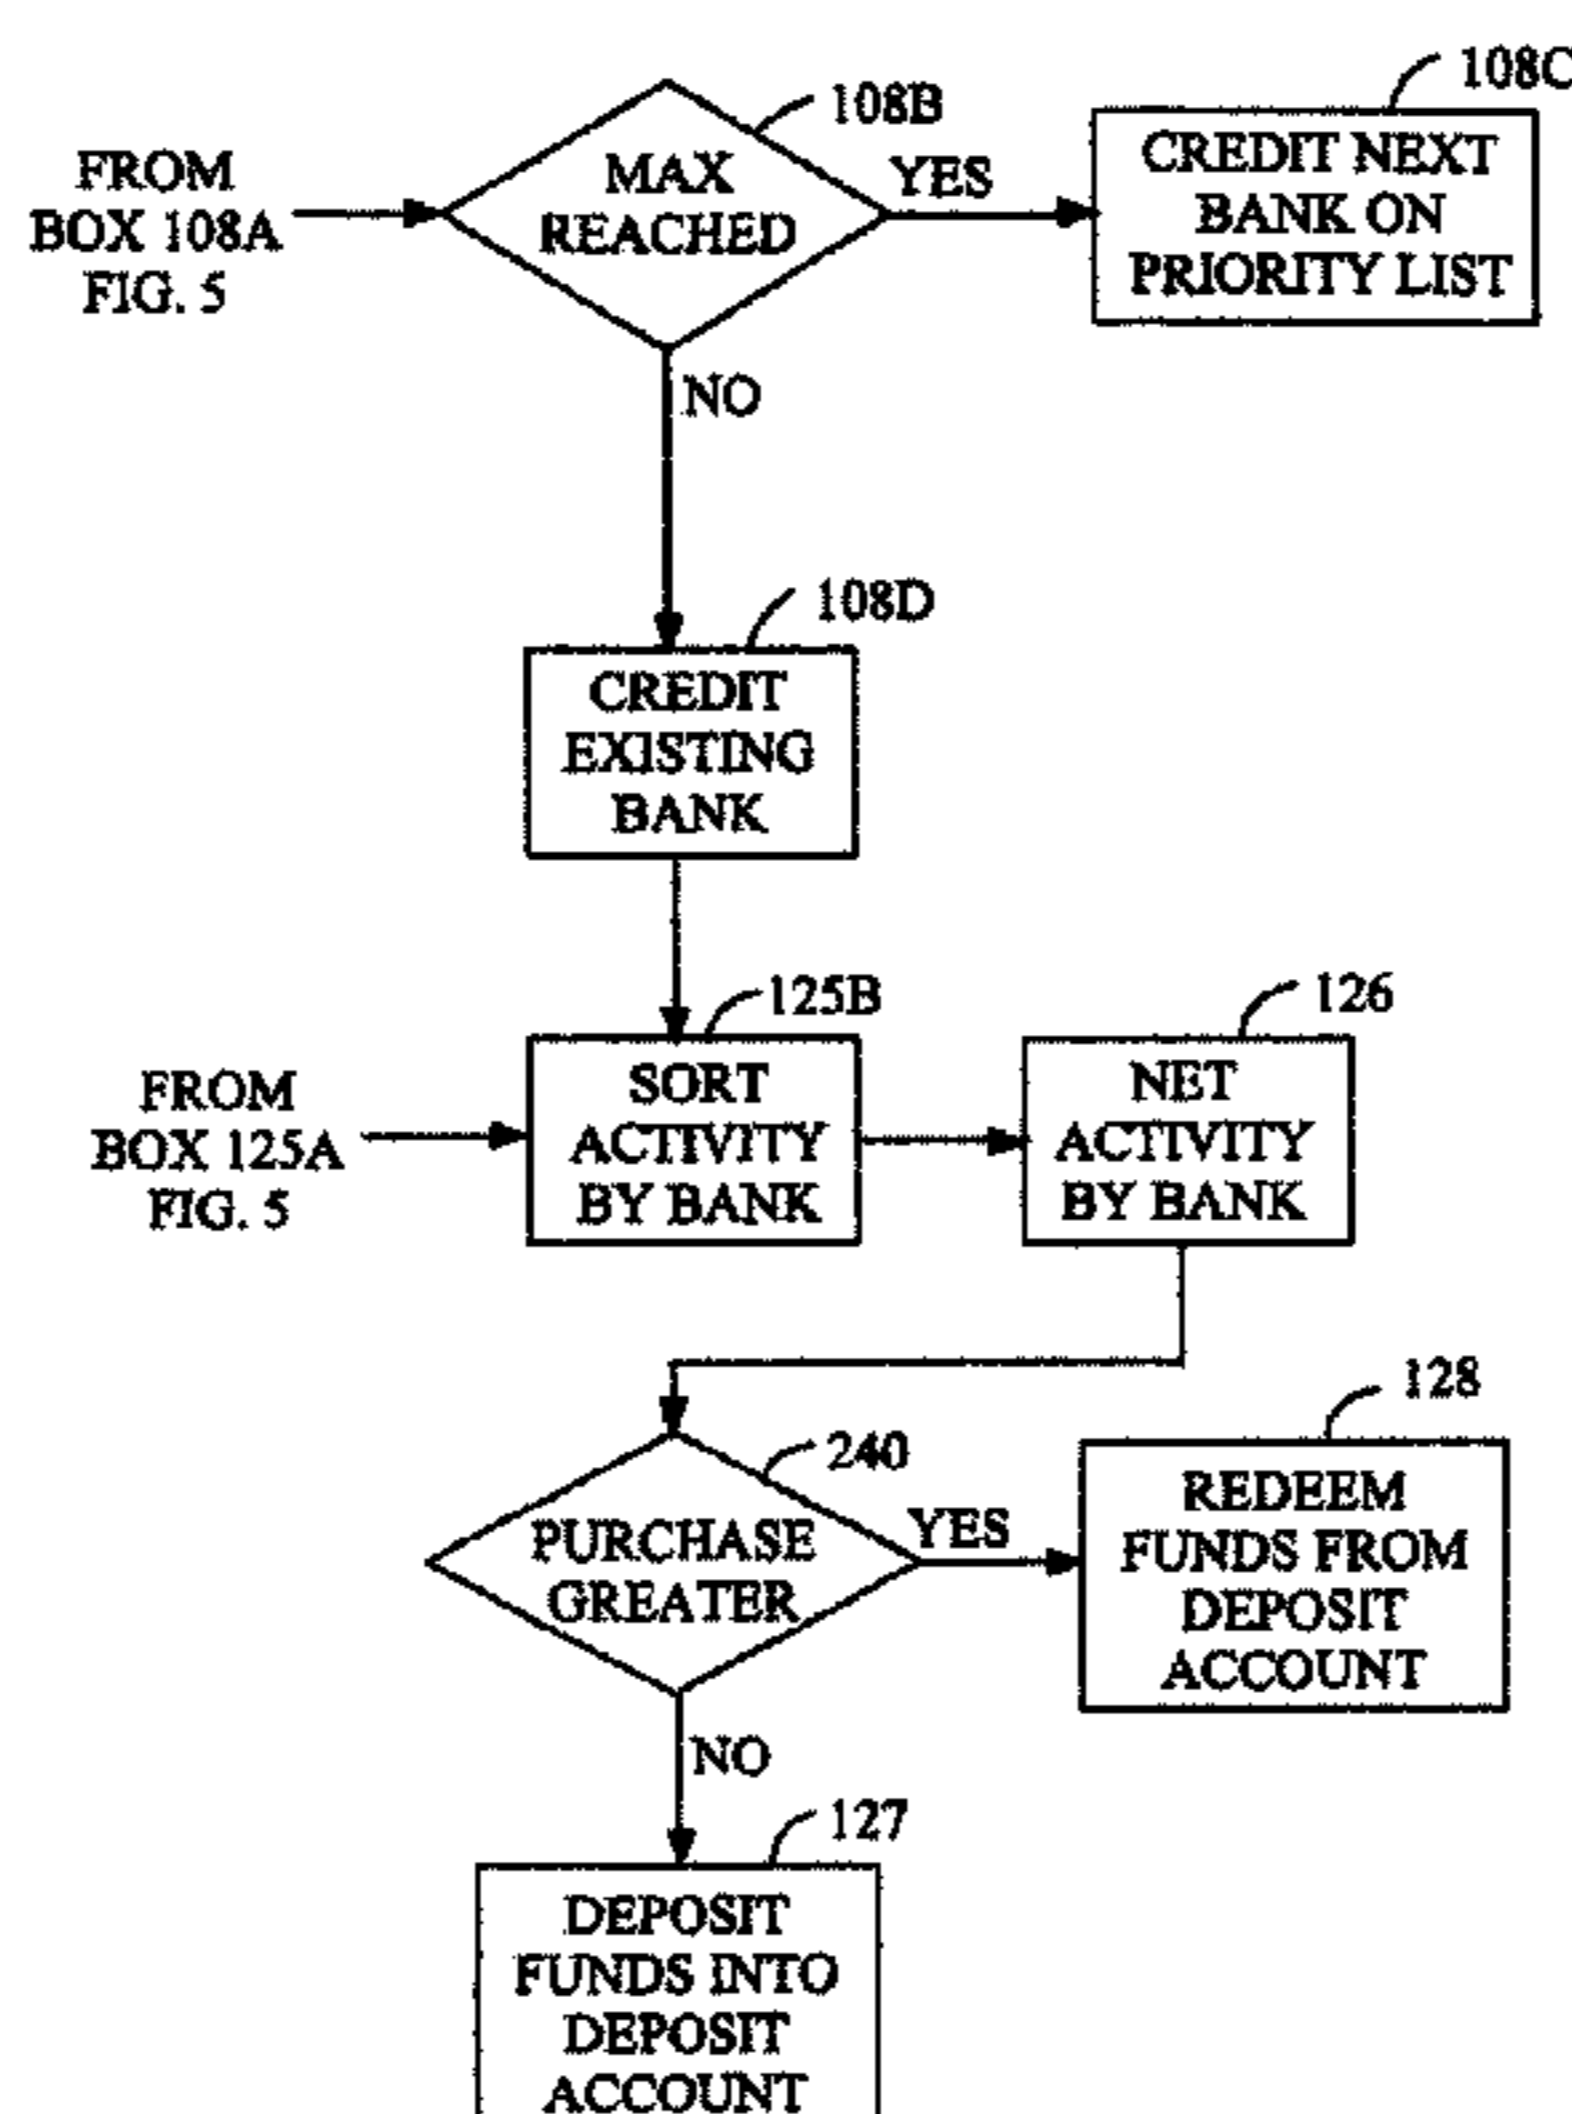 108B
108C
FROM
BOX 108A
FIG. 5
MAX
REACHED
YES
CREDIT NEXT
BANK ON
PRIORITY LIST
NO
108D
CREDIT
EXISTING
BANK
125B
126
FROM
BOX 125A
FIG. 5
SORT
ACTIVITY
BY BANK
NET
ACTIVITY
BY BANK
240
128
PURCHASE
GREATER
YES
REDEEM
FUNDS FROM
DEPOSIT
ACCOUNT
NO
127
DEPOSIT
FUNDS INTO
DEPOSIT
ACCOUNT